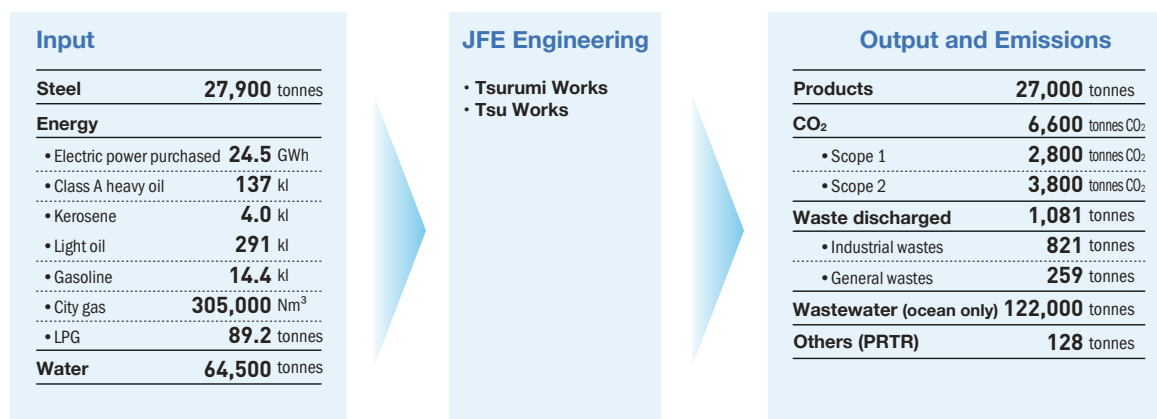 Input
Steel 27,900 tonnes
Energy
• Electric power purchased 24.5 GWh
• Class A heavy oil 137 kl
• Kerosene 4.0 kl
• Light oil 291 kl
• Gasoline 14.4 kl
• City gas 305,000 Nm³
• LPG 89.2 tonnes
Water 64,500 tonnes
JFE Engineering
・Tsurumi Works
・Tsu Works
Output and Emissions
Products 27,000 tonnes
CO₂ 6,600 tonnes CO₂
• Scope 1 2,800 tonnes CO₂
• Scope 2 3,800 tonnes CO₂
Waste discharged 1,081 tonnes
• Industrial wastes 821 tonnes
• General wastes 259 tonnes
Wastewater (ocean only) 122,000 tonnes
Others (PRTR) 128 tonnes